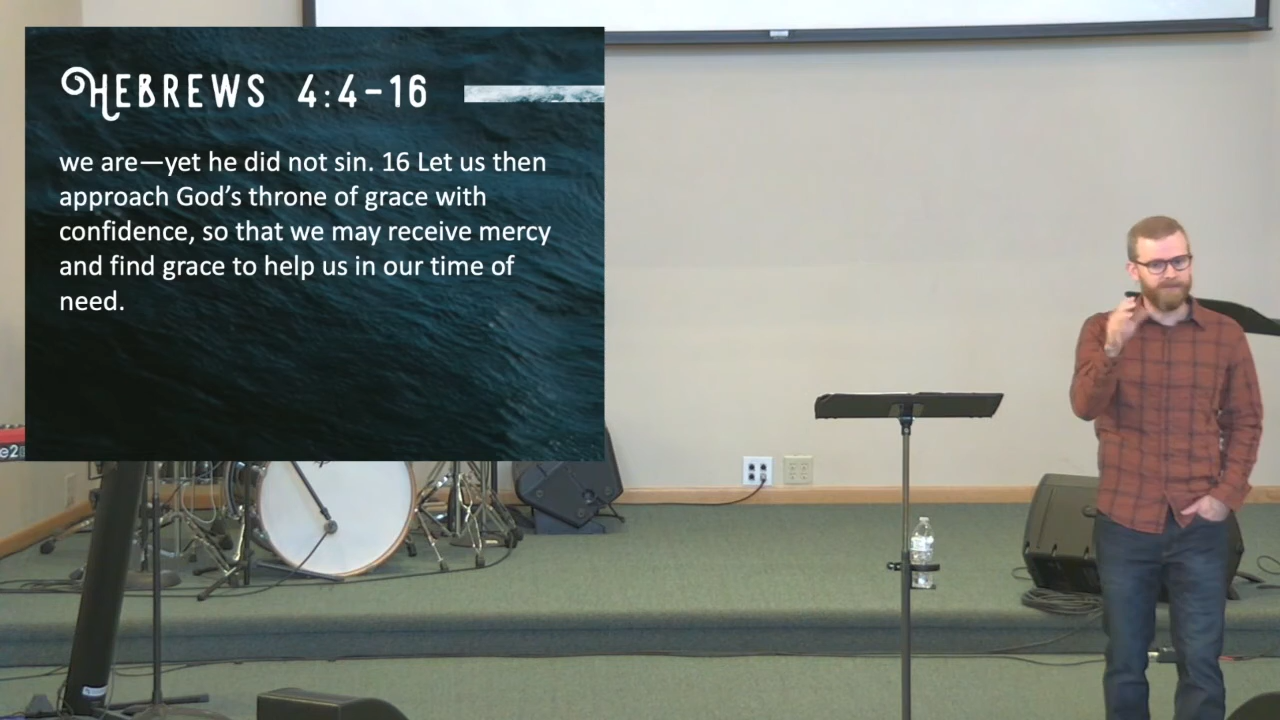 HEBREWS 4:4-16
we are—yet he did not sin. 16 Let us then
approach God’s throne of grace with
confidence, so that we may receive mercy
and find grace to help us in our time of
need.